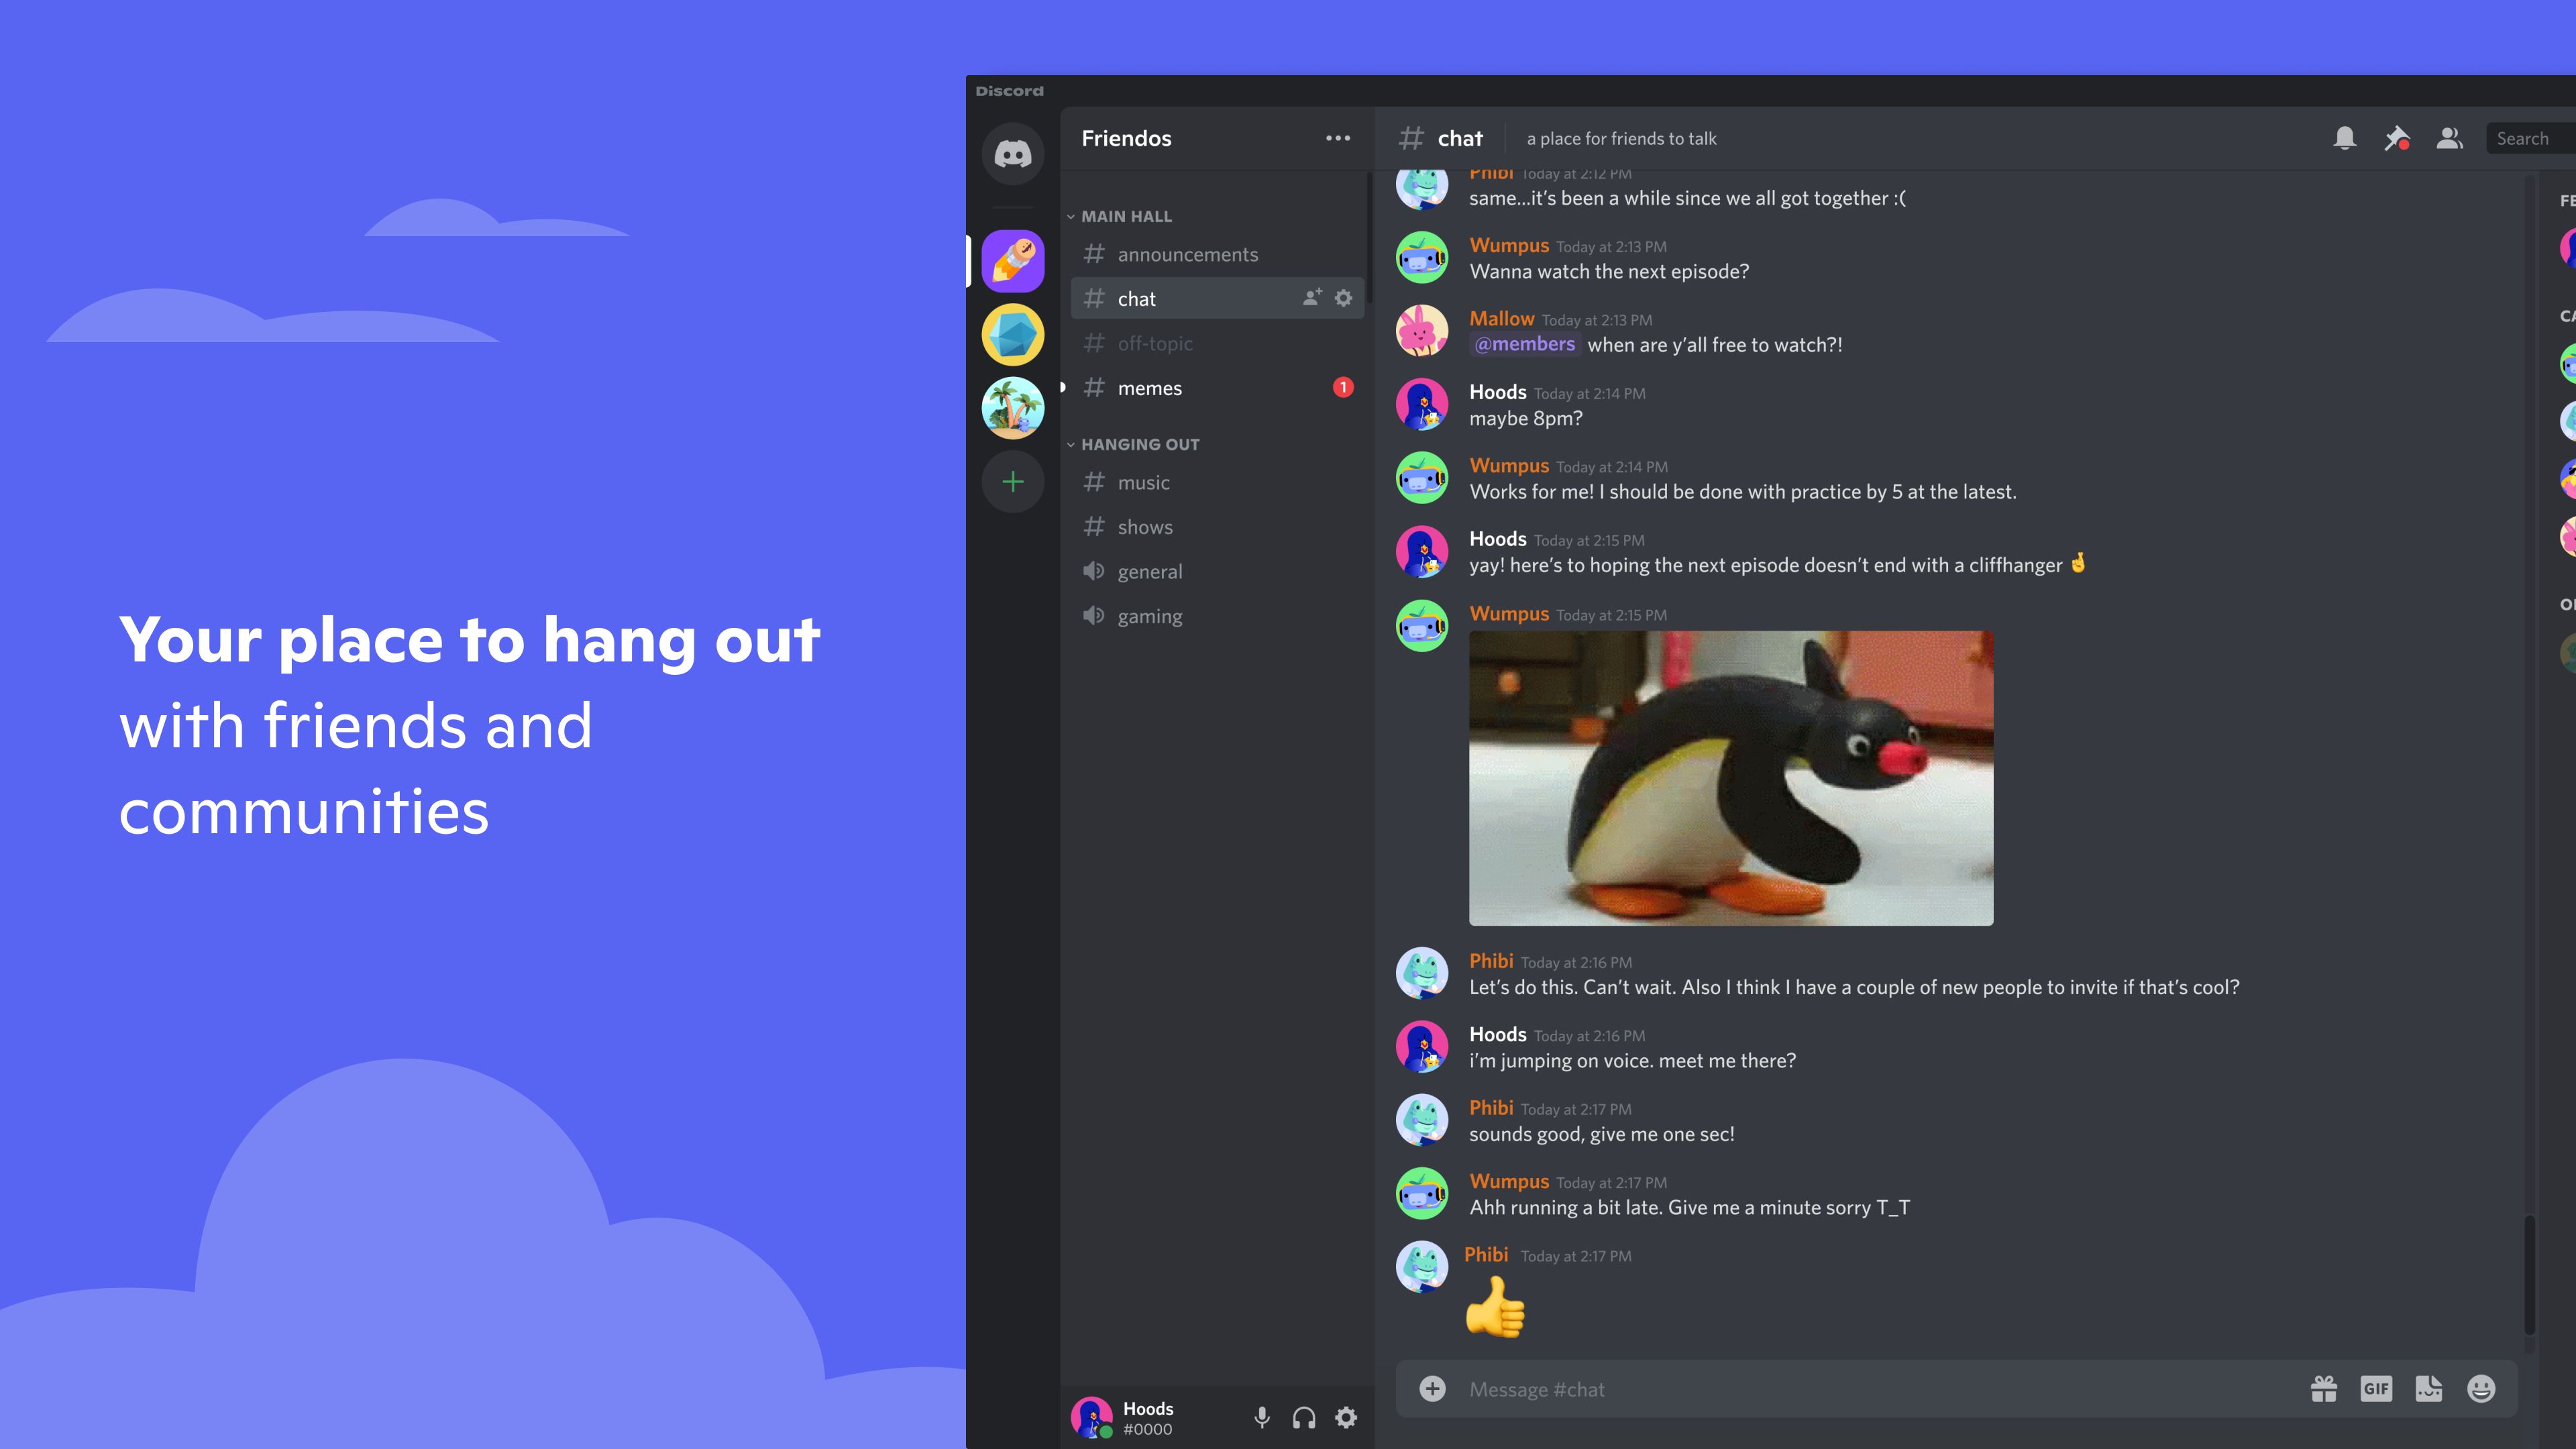 Your place to hang out
with friends and
communities
Discord
Friendos
MAIN HALL
announcements
chat
off-topic
memes
1
HANGING OUT
music
shows
general
gaming
Hoods
#0000
chat
a place for friends to talk
Search
Phibi Today at 2:12 PM
same...it's been a while since we all got together :(
Wumpus Today at 2:13 PM
Wanna watch the next episode?
Mallow Today at 2:13 PM
@members when are y'all free to watch?!
Hoods Today at 2:14 PM
maybe 8pm?
Wumpus Today at 2:14 PM
Works for me! I should be done with practice by 5 at the latest.
Hoods Today at 2:15 PM
yay! here's to hoping the next episode doesn't end with a cliffhanger 🤞
Wumpus Today at 2:15 PM
Phibi Today at 2:16 PM
Let's do this. Can't wait. Also I think I have a couple of new people to invite if that's cool?
Hoods Today at 2:16 PM
i'm jumping on voice. meet me there?
Phibi Today at 2:17 PM
sounds good, give me one sec!
Wumpus Today at 2:17 PM
Ahh running a bit late. Give me a minute sorry T_T
Phibi Today at 2:17 PM
👍
Message #chat
GIF